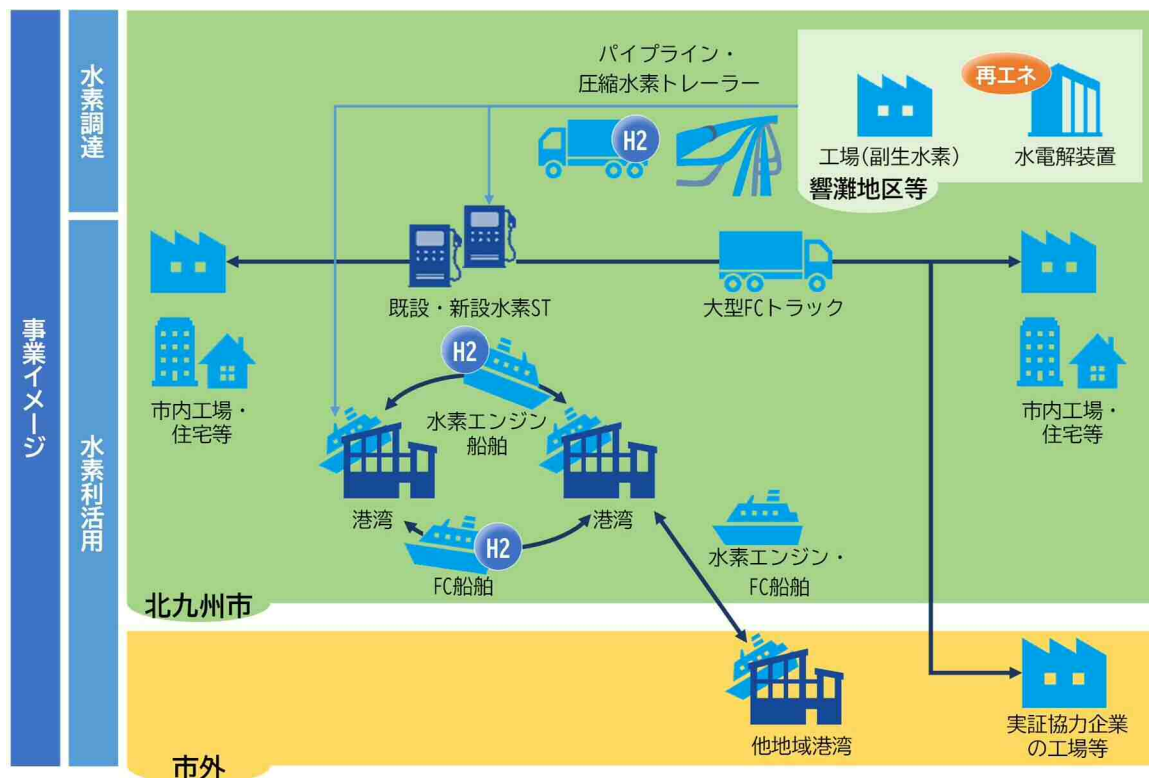 事業イメージ
水素調達
水素利活用
パイプライン・
圧縮水素トレーラー
H2
再エネ
工場(副生水素)
水電解装置
響灘地区等
既設・新設水素ST
大型FCトラック
市内工場・
住宅等
H2
水素エンジン
船舶
市内工場・
住宅等
港湾
港湾
H2
FC船舶
水素エンジン・
FC船舶
北九州市
他地域港湾
実証協力企業
の工場等
市外